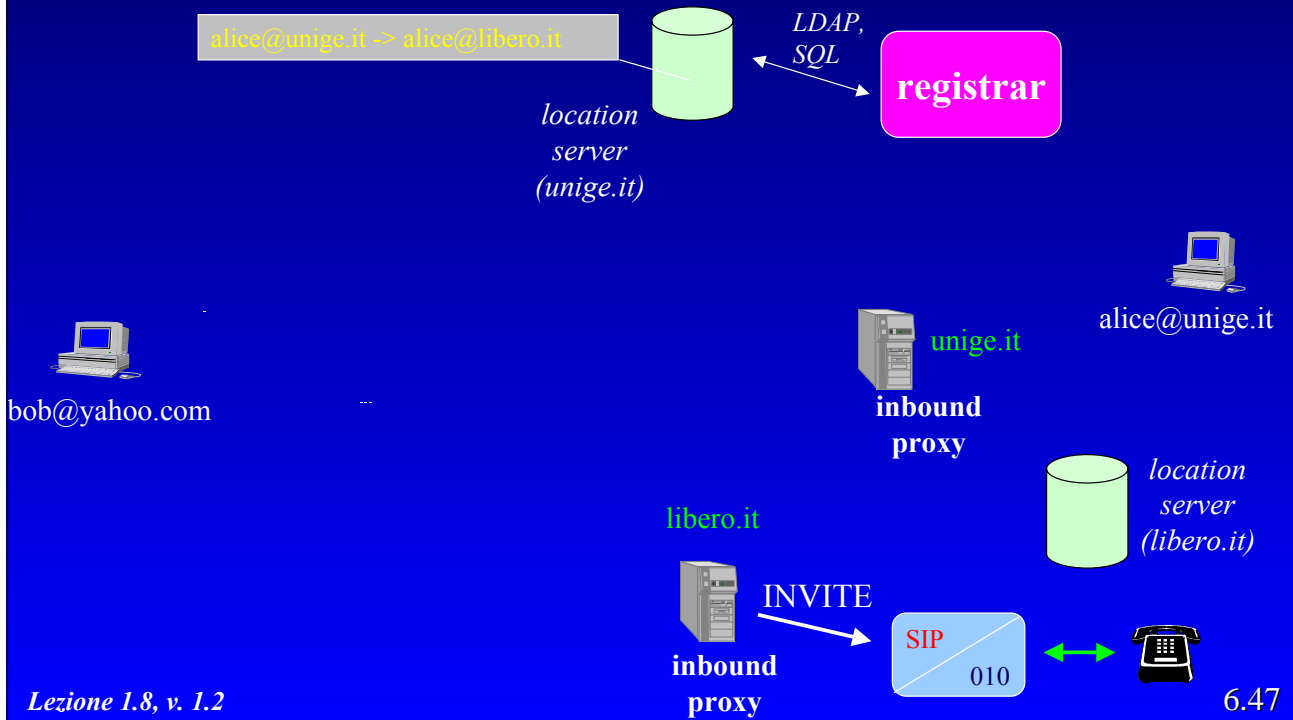 alice@unige.it -> alice@libero.it
LDAP,
SQL
registrar
location
server
(unige.it)
alice@unige.it
unige.it
inbound
proxy
bob@yahoo.com
location
server
(libero.it)
libero.it
INVITE
SIP
010
inbound
proxy
Lezione 1.8, v. 1.2
6.47